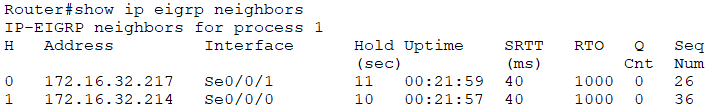 Router#show ip eigrp neighbors
IP-EIGRP neighbors for process 1
H   Address         Interface       Hold Uptime   SRTT   RTO  Q   Seq
                                    (sec)         (ms)        Cnt Num
0   172.16.32.217   Se0/0/1         11   00:21:59 40     1000 0   26
1   172.16.32.214   Se0/0/0         10   00:21:57 40     1000 0   36